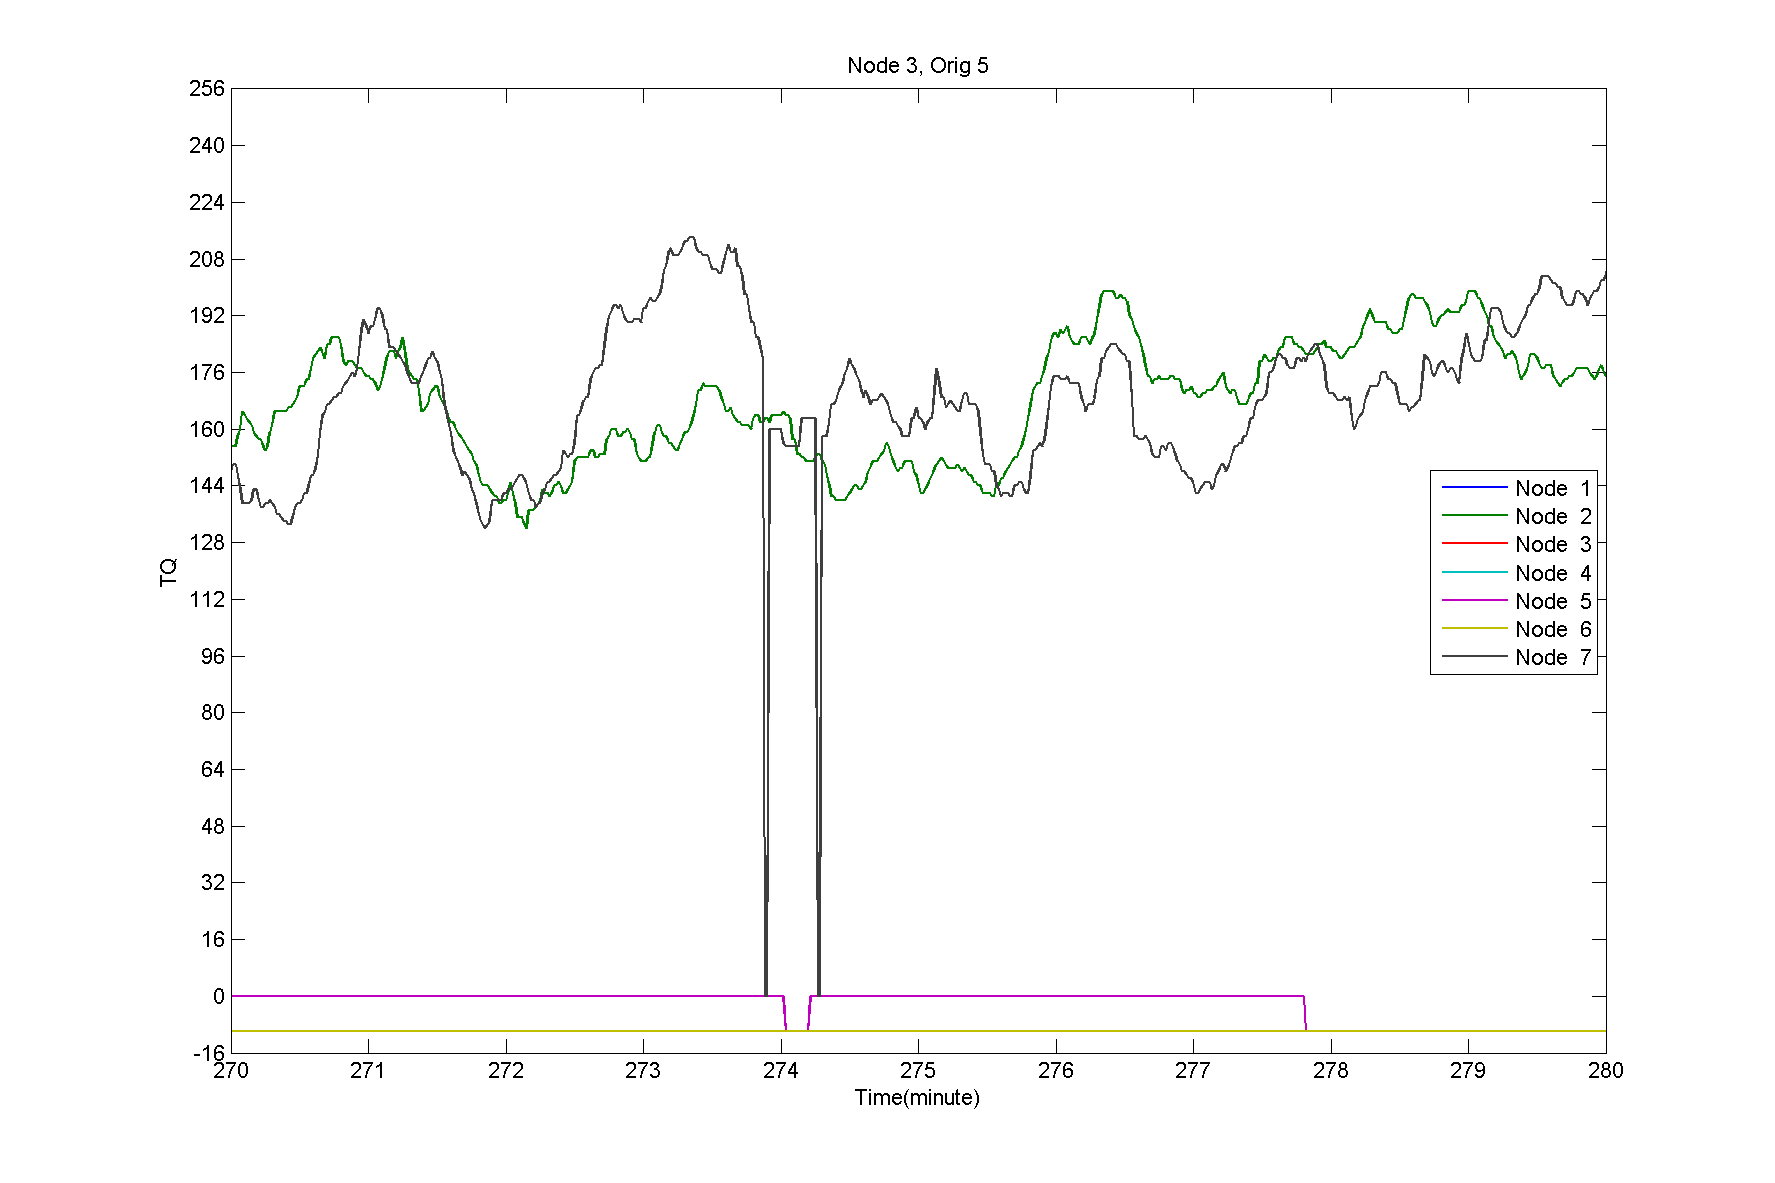 Node 3, Orig 5
256
240
224
208
192
176
160
144
128
112
96
80
64
48
32
16
0
-16
TQ
Node 1
Node 2
Node 3
Node 4
Node 5
Node 6
Node 7
270 271 272 273 274 275 276 277 278 279 280
Time(minute)